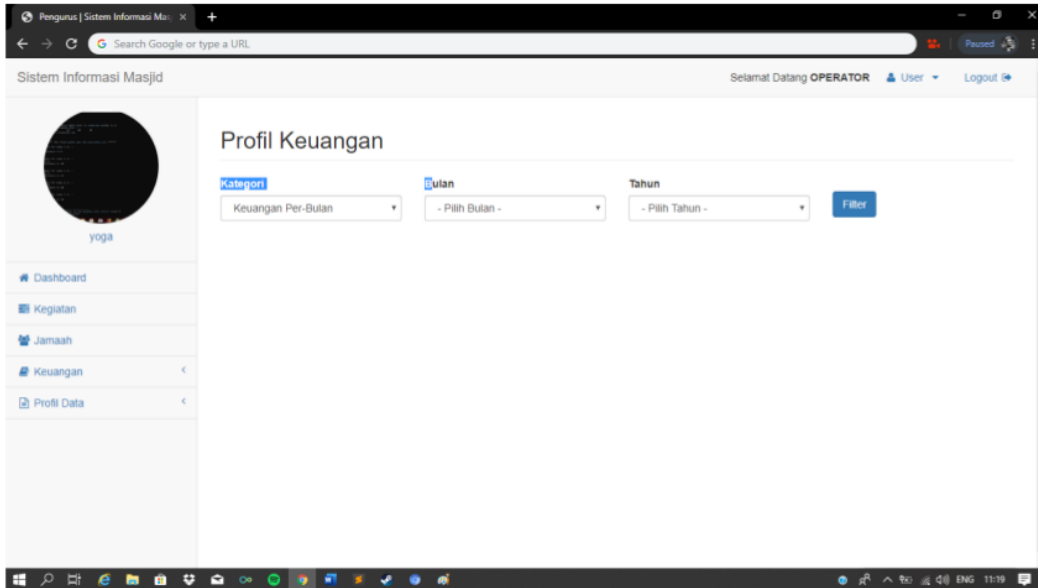 Pengurus | Sistem Informasi Mas
Search Google or type a URL
Paused
Sistem Informasi Masjid
Selamat Datang OPERATOR
User
Logout
yoga
Dashboard
Kegiatan
Jamaah
Keuangan
Profil Data
Profil Keuangan
Kategori Bulan Tahun
Keuangan Per-Bulan - Pilih Bulan - - Pilih Tahun - Filter
ENG 11:19